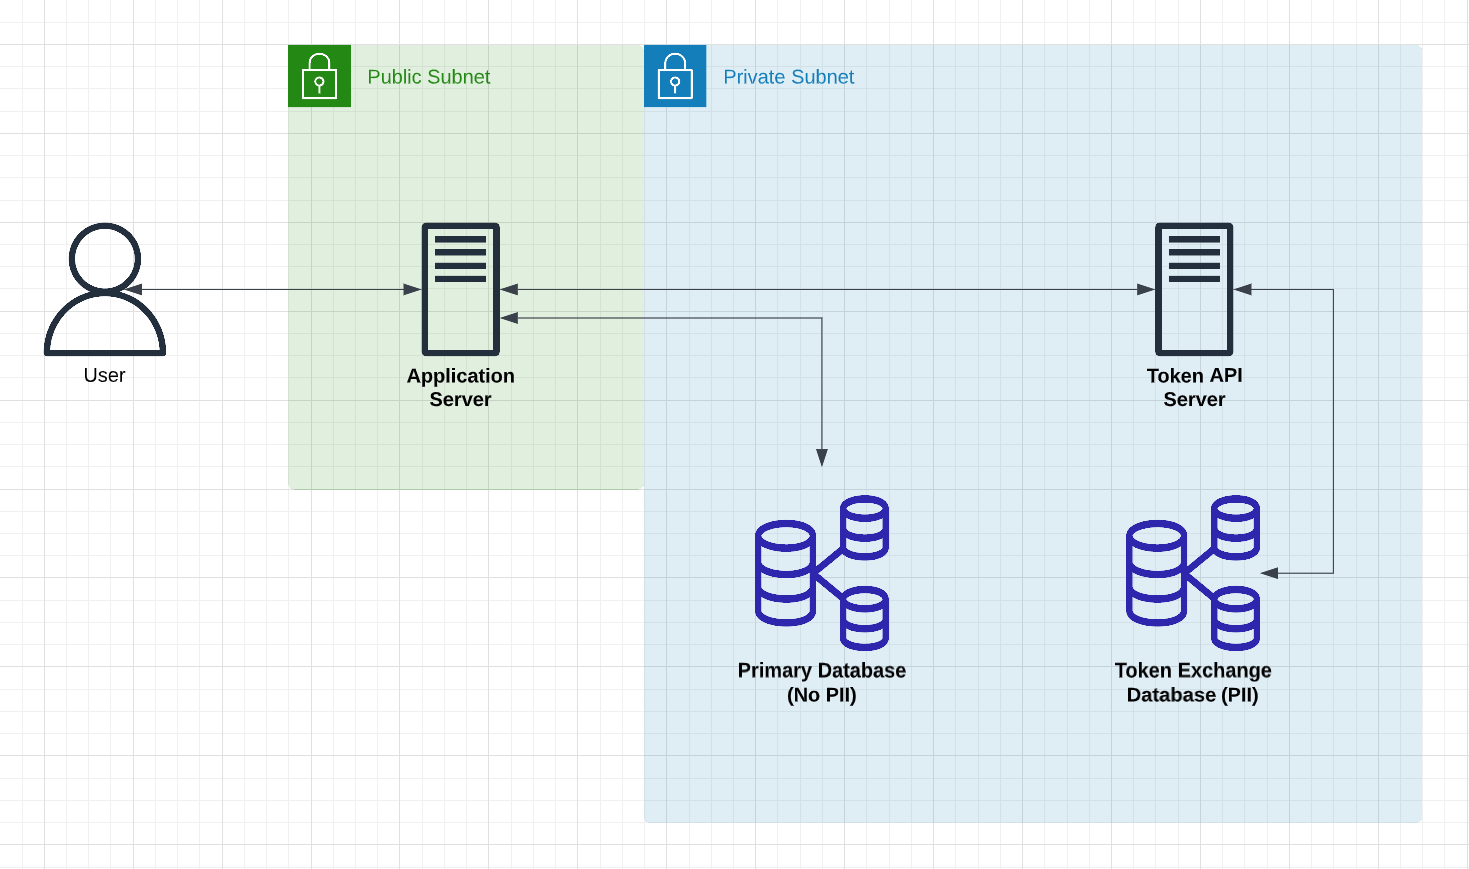 Public Subnet
Private Subnet
User
Application
Server
Token API
Server
Primary Database
(No PII)
Token Exchange
Database (PII)